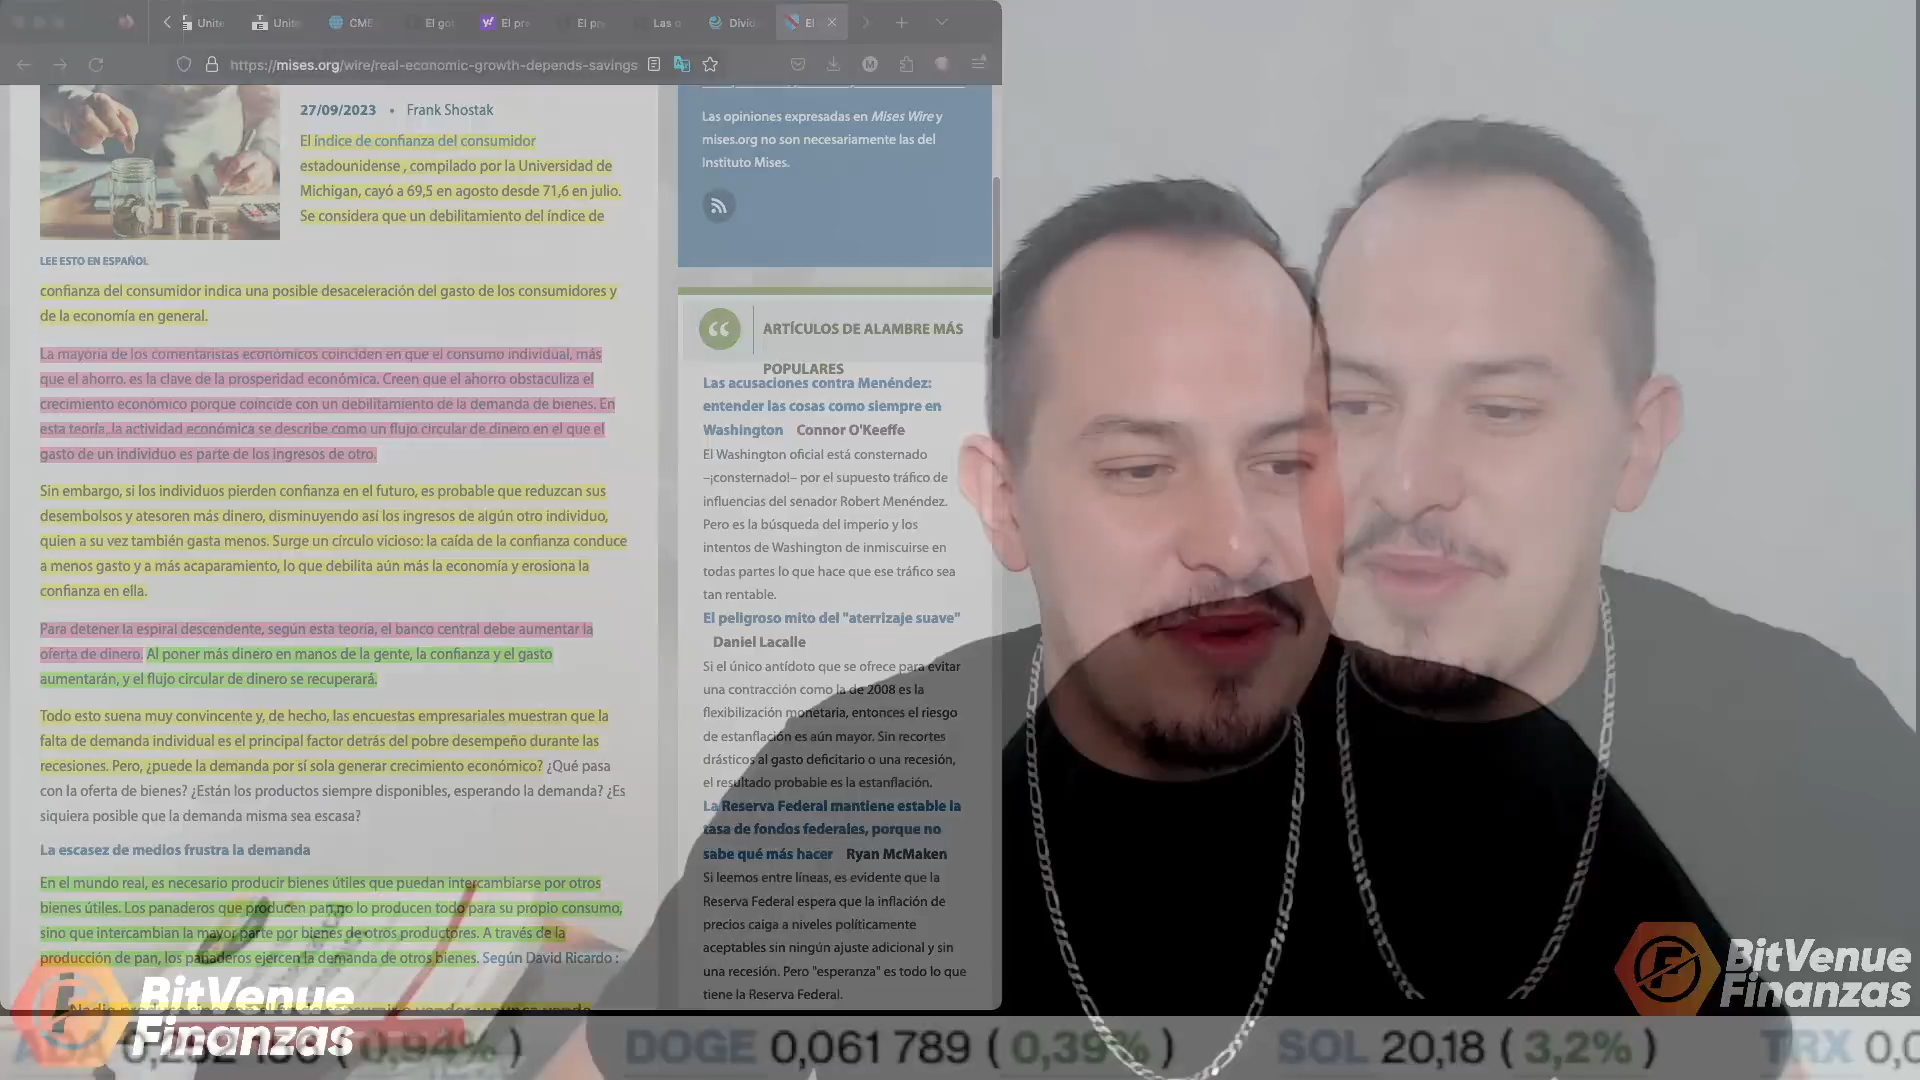 Unite
Unite
CME
El got
El pre
El pr
Las o
Divid
El
https://mises.org/wire/real-economic-growth-depends-savings
27/09/2023 • Frank Shostak
El índice de confianza del consumidor
estadounidense , compilado por la Universidad de
Michigan, cayó a 69,5 en agosto desde 71,6 en julio.
Se considera que un debilitamiento del índice de
LEE ESTO EN ESPAÑOL
confianza del consumidor indica una posible desaceleración del gasto de los consumidores y
de la economía en general.
La mayoría de los comentaristas económicos coinciden en que el consumo individual, más
que el ahorro. es la clave de la prosperidad económica. Creen que el ahorro obstaculiza el
crecimiento económico porque coincide con un debilitamiento de la demanda de bienes. En
esta teoría, la actividad económica se describe como un flujo circular de dinero en el que el
gasto de un individuo es parte de los ingresos de otro.
Sin embargo, si los individuos pierden confianza en el futuro, es probable que reduzcan sus
desembolsos y atesoren más dinero, disminuyendo así los ingresos de algún otro individuo,
quien a su vez también gasta menos. Surge un círculo vicioso: la caída de la confianza conduce
a menos gasto y a más acaparamiento, lo que debilita aún más la economía y erosiona la
confianza en ella.
Para detener la espiral descendente, según esta teoría, el banco central debe aumentar la
oferta de dinero. Al poner más dinero en manos de la gente, la confianza y el gasto
aumentarán, y el flujo circular de dinero se recuperará.
Todo esto suena muy convincente y, de hecho, las encuestas empresariales muestran que la
falta de demanda individual es el principal factor detrás del pobre desempeño durante las
recesiones. Pero, ¿puede la demanda por sí sola generar crecimiento económico? ¿Qué pasa
con la oferta de bienes? ¿Están los productos siempre disponibles, esperando la demanda? ¿Es
siquiera posible que la demanda misma sea escasa?
La escasez de medios frustra la demanda
En el mundo real, es necesario producir bienes útiles que puedan intercambiarse por otros
bienes útiles. Los panaderos que producen pan no lo producen todo para su propio consumo,
sino que intercambian la mayor parte por bienes de otros productores. A través de la
producción de pan, los panaderos ejercen la demanda de otros bienes. Según David Ricardo :
Las opiniones expresadas en Mises Wire y
mises.org no son necesariamente las del
Instituto Mises.
ARTÍCULOS DE ALAMBRE MÁS
POPULARES
Las acusaciones contra Menéndez:
entender las cosas como siempre en
Washington Connor O'Keeffe
El Washington oficial está consternado
–¡consternado!– por el supuesto tráfico de
influencias del senador Robert Menéndez.
Pero es la búsqueda del imperio y los
intentos de Washington de inmiscuirse en
todas partes lo que hace que ese tráfico sea
tan rentable.
El peligroso mito del "aterrizaje suave"
Daniel Lacalle
Si el único antídoto que se ofrece para evitar
una contracción como la de 2008 es la
flexibilización monetaria, entonces el riesgo
de estanflación es aún mayor. Sin recortes
drásticos al gasto deficitario o una recesión,
el resultado probable es la estanflación.
La Reserva Federal mantiene estable la
tasa de fondos federales, porque no
sabe qué más hacer Ryan McMaken
Si leemos entre líneas, es evidente que la
Reserva Federal espera que la inflación de
precios caiga a niveles políticamente
aceptables sin ningún ajuste adicional y sin
una recesión. Pero "esperanza" es todo lo que
tiene la Reserva Federal.
BitVenue
Finanzas
BitVenue
Finanzas
0,94% )
DOGE 0,061 789 ( 0,39% )
SOL 20,18 ( 3,2% )
TRX 0,0